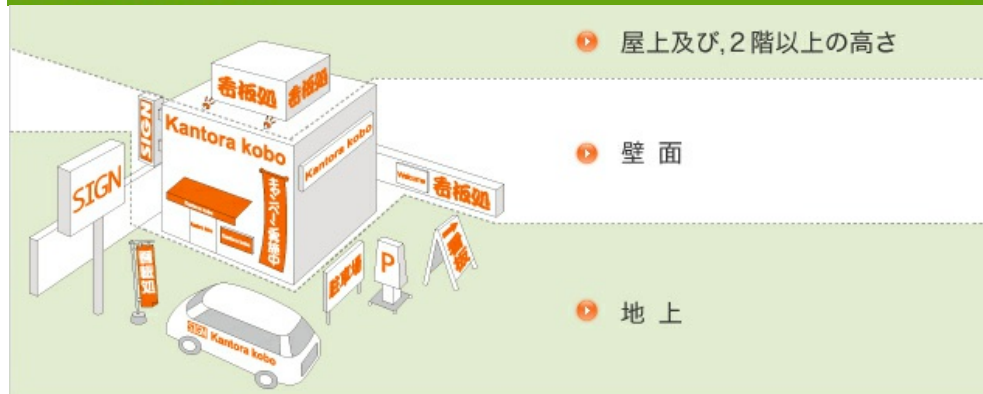 屋上及び,２階以上の高さ
壁 面
地 上
看板処
看板処
SIGN
Kantora kobo
Kantora kobo
キャンペーン実施中
Welcome
看板処
SIGN
看板処
駐車場
P
看板
Kantora kobo